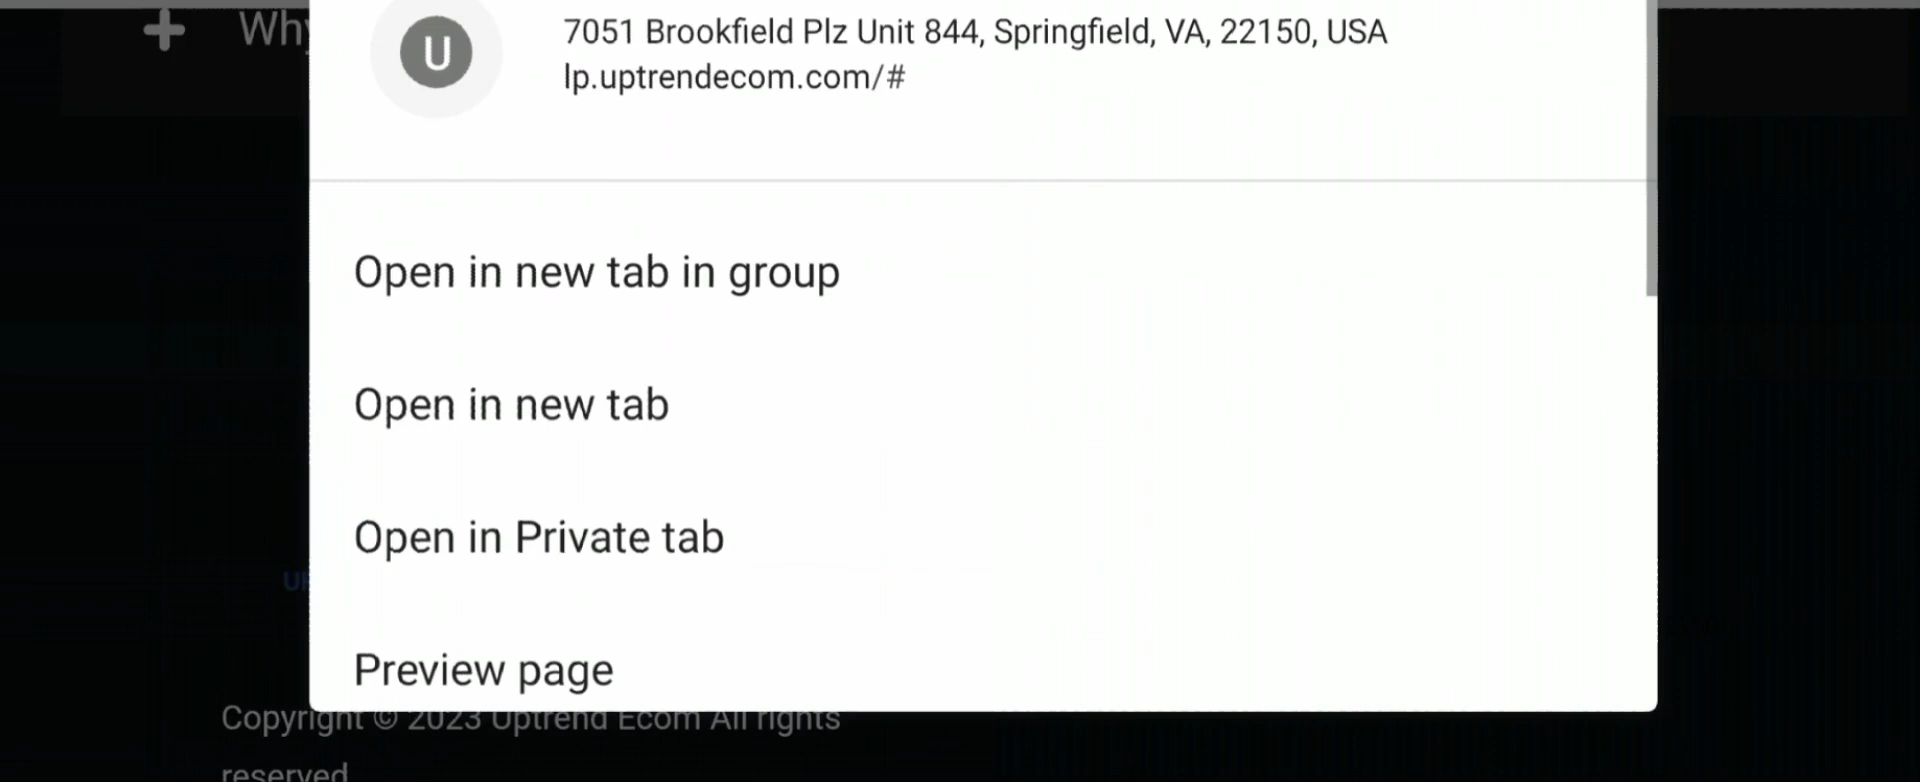 Why
U
7051 Brookfield Plz Unit 844, Springfield, VA, 22150, USA
lp.uptrendecom.com/#
Open in new tab in group
Open in new tab
Open in Private tab
Preview page
Copyright © 2023 Uptrend Ecom All rights
reserved